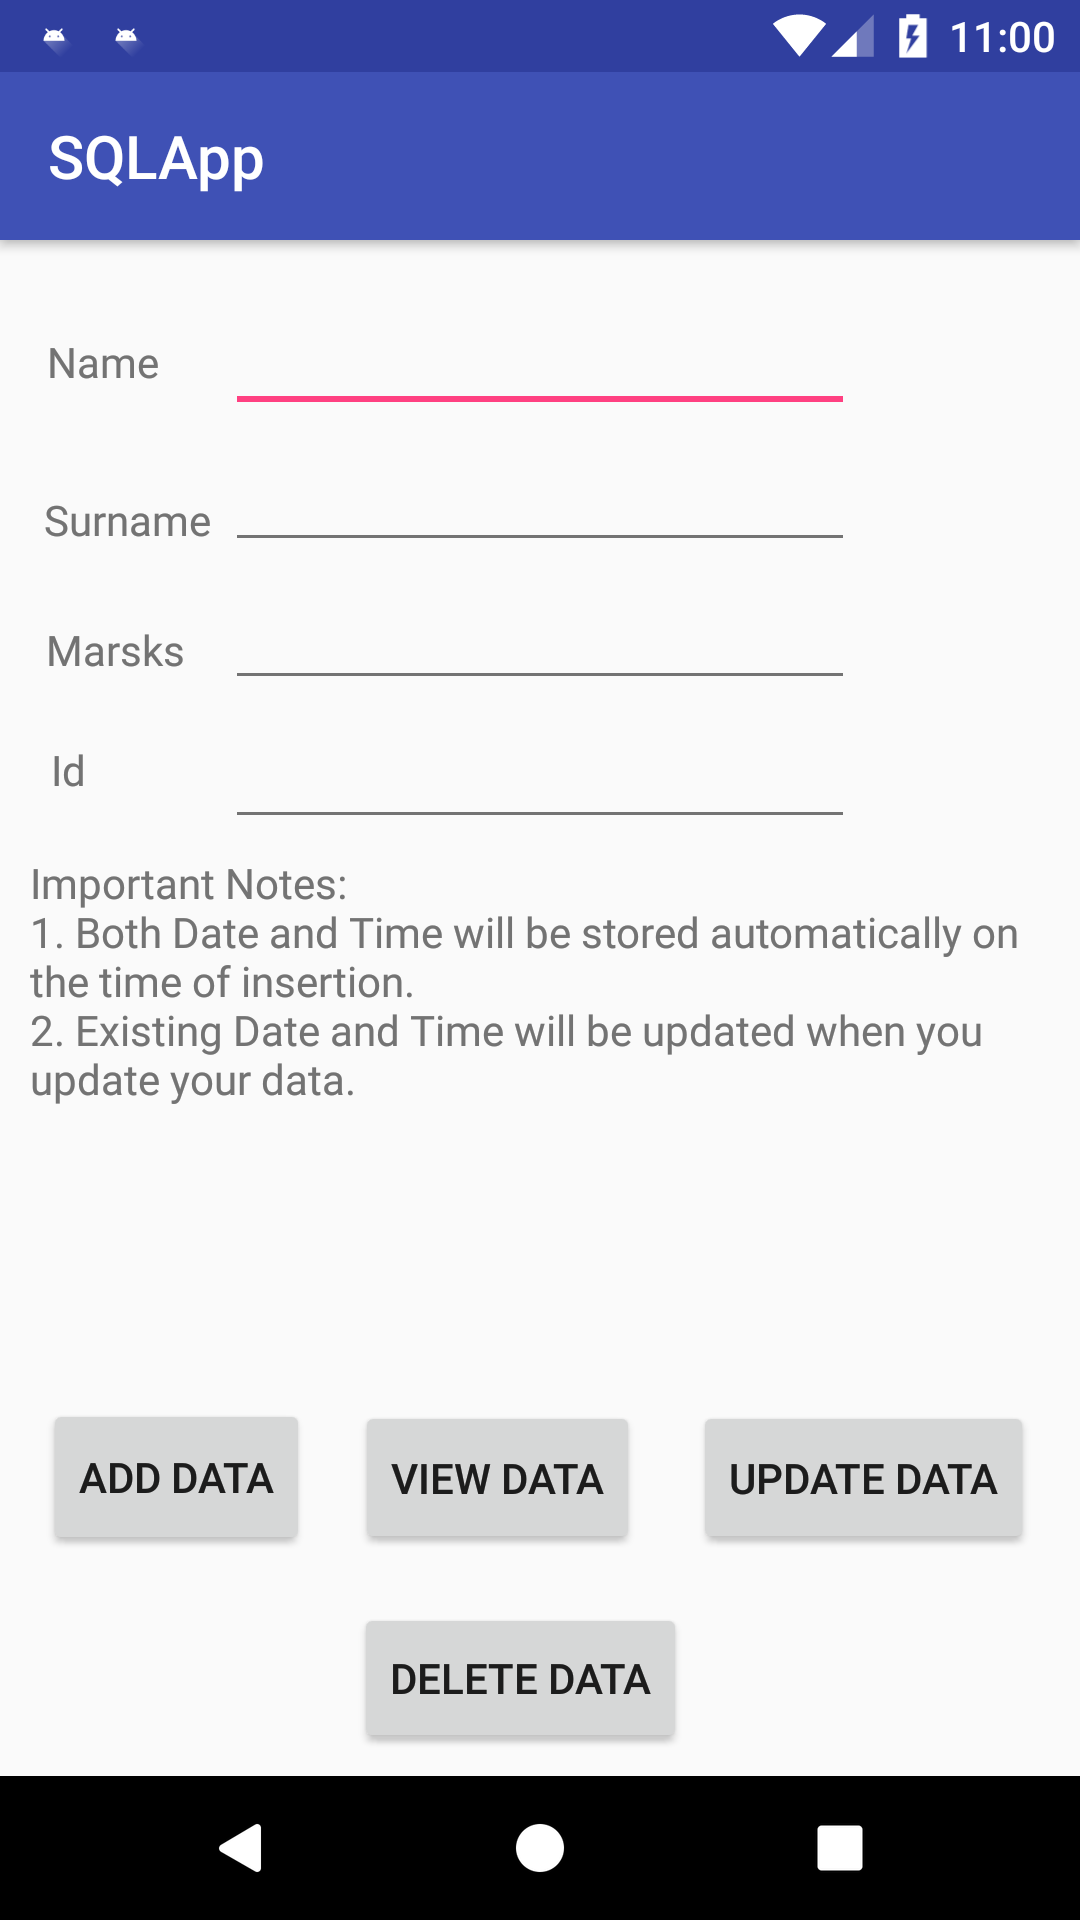 11:00
SQLApp
Name
Surname
Marsks
Id
Important Notes:
1. Both Date and Time will be stored automatically on
the time of insertion.
2. Existing Date and Time will be updated when you
update your data.
ADD DATA
VIEW DATA
UPDATE DATA
DELETE DATA